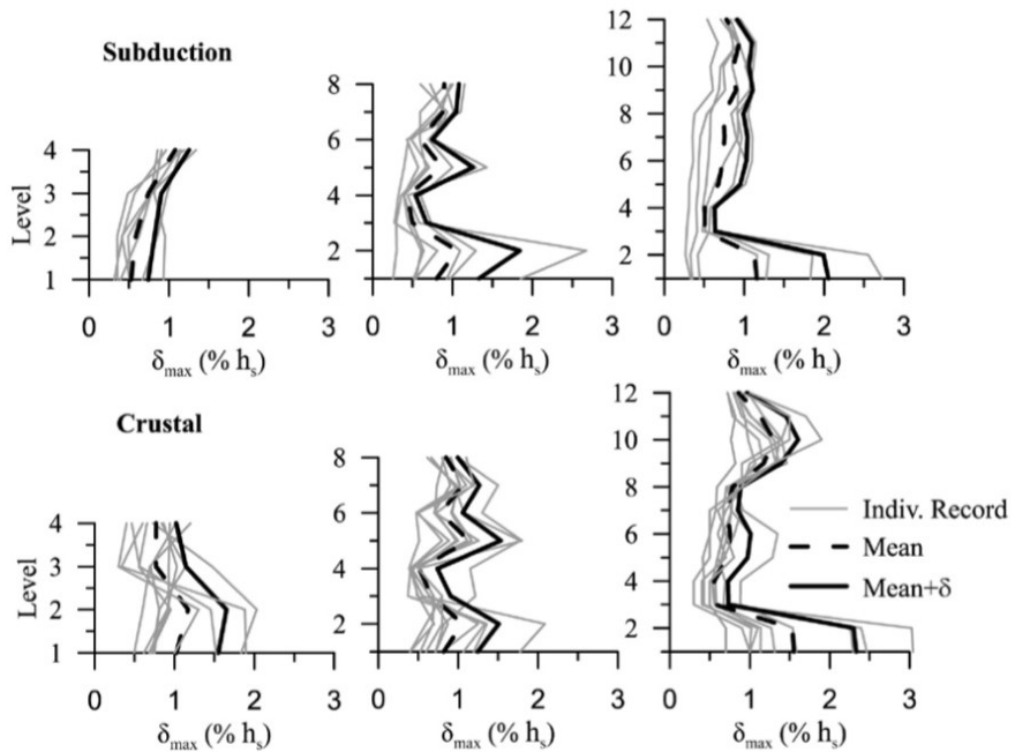 Subduction
Level
4
3
2
1
0 1 2 3
δmax (% hs)
8
6
4
2
0 1 2 3
δmax (% hs)
12
10
8
6
4
2
0 1 2 3
δmax (% hs)
Crustal
Level
4
3
2
1
0 1 2 3
δmax (% hs)
8
6
4
2
0 1 2 3
δmax (% hs)
12
10
8
6
4
2
0 1 2 3
δmax (% hs)
Indiv. Record
Mean
Mean+δ